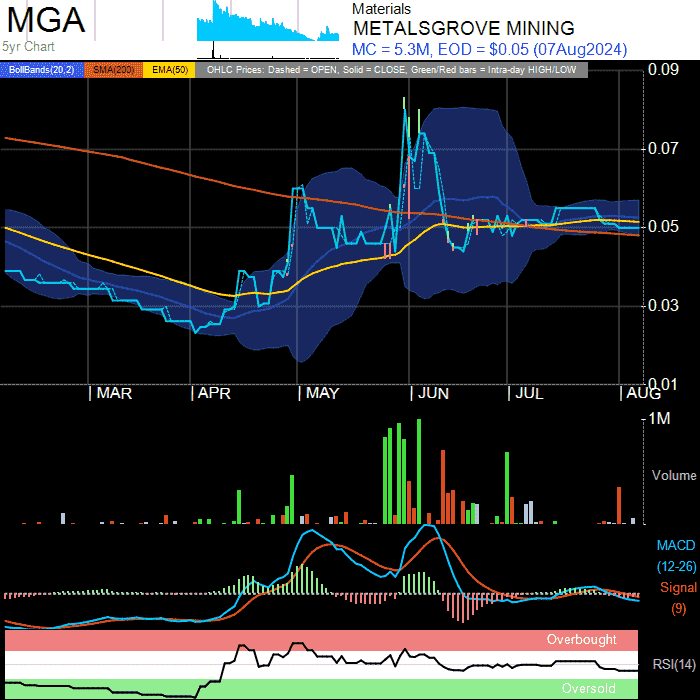 MGA
5yr Chart
Materials
METALSGROVE MINING
MC = 5.3M, EOD = $0.05 (07Aug2024)
BollBands(20,2) SMA(200) EMA(50) OHLC Prices: Dashed = OPEN, Solid = CLOSE, Green/Red bars = Intra-day HIGH/LOW
0.09
0.07
0.05
0.03
0.01
MAR APR MAY JUN JUL AUG
1M
Volume
MACD
(12-26)
Signal
(9)
Overbought
RSI(14)
Oversold